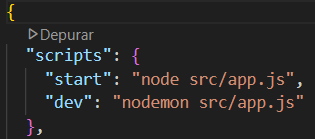 {
Depurar
"scripts": {
"start": "node src/app.js",
"dev": "nodemon src/app.js"
},